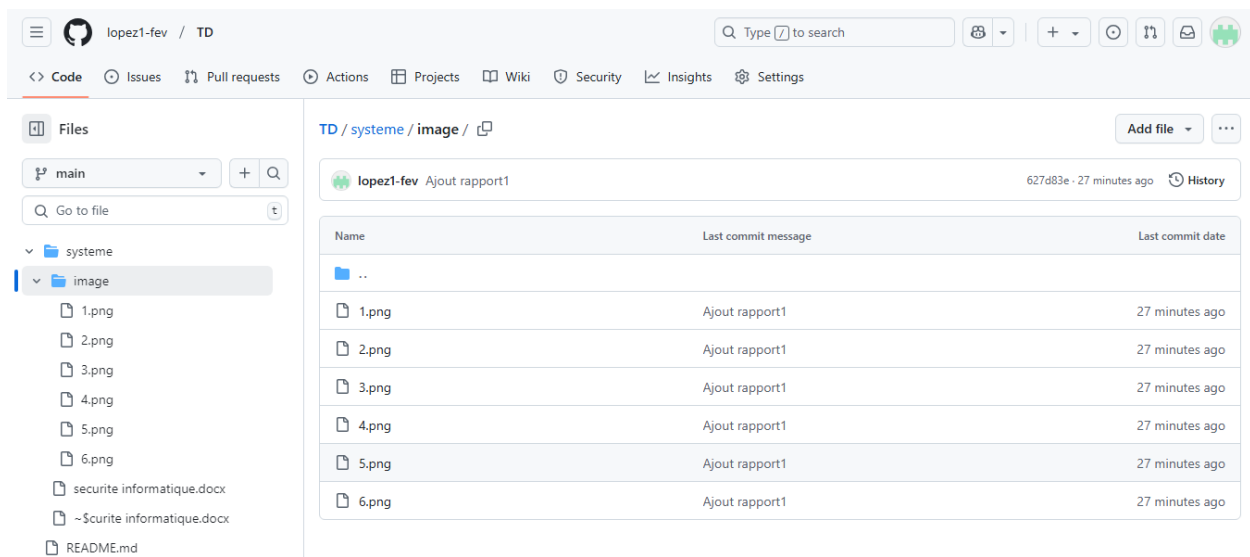 lopez1-fev / TD
Type / to search
Code Issues Pull requests Actions Projects Wiki Security Insights Settings
Files
main
Go to file t
systeme
image
1.png
2.png
3.png
4.png
5.png
6.png
securite informatique.docx
~$curite informatique.docx
README.md
TD / systeme / image /
Add file
lopez1-fev Ajout rapport1 627d83e · 27 minutes ago History
Name Last commit message Last commit date
..
1.png Ajout rapport1 27 minutes ago
2.png Ajout rapport1 27 minutes ago
3.png Ajout rapport1 27 minutes ago
4.png Ajout rapport1 27 minutes ago
5.png Ajout rapport1 27 minutes ago
6.png Ajout rapport1 27 minutes ago